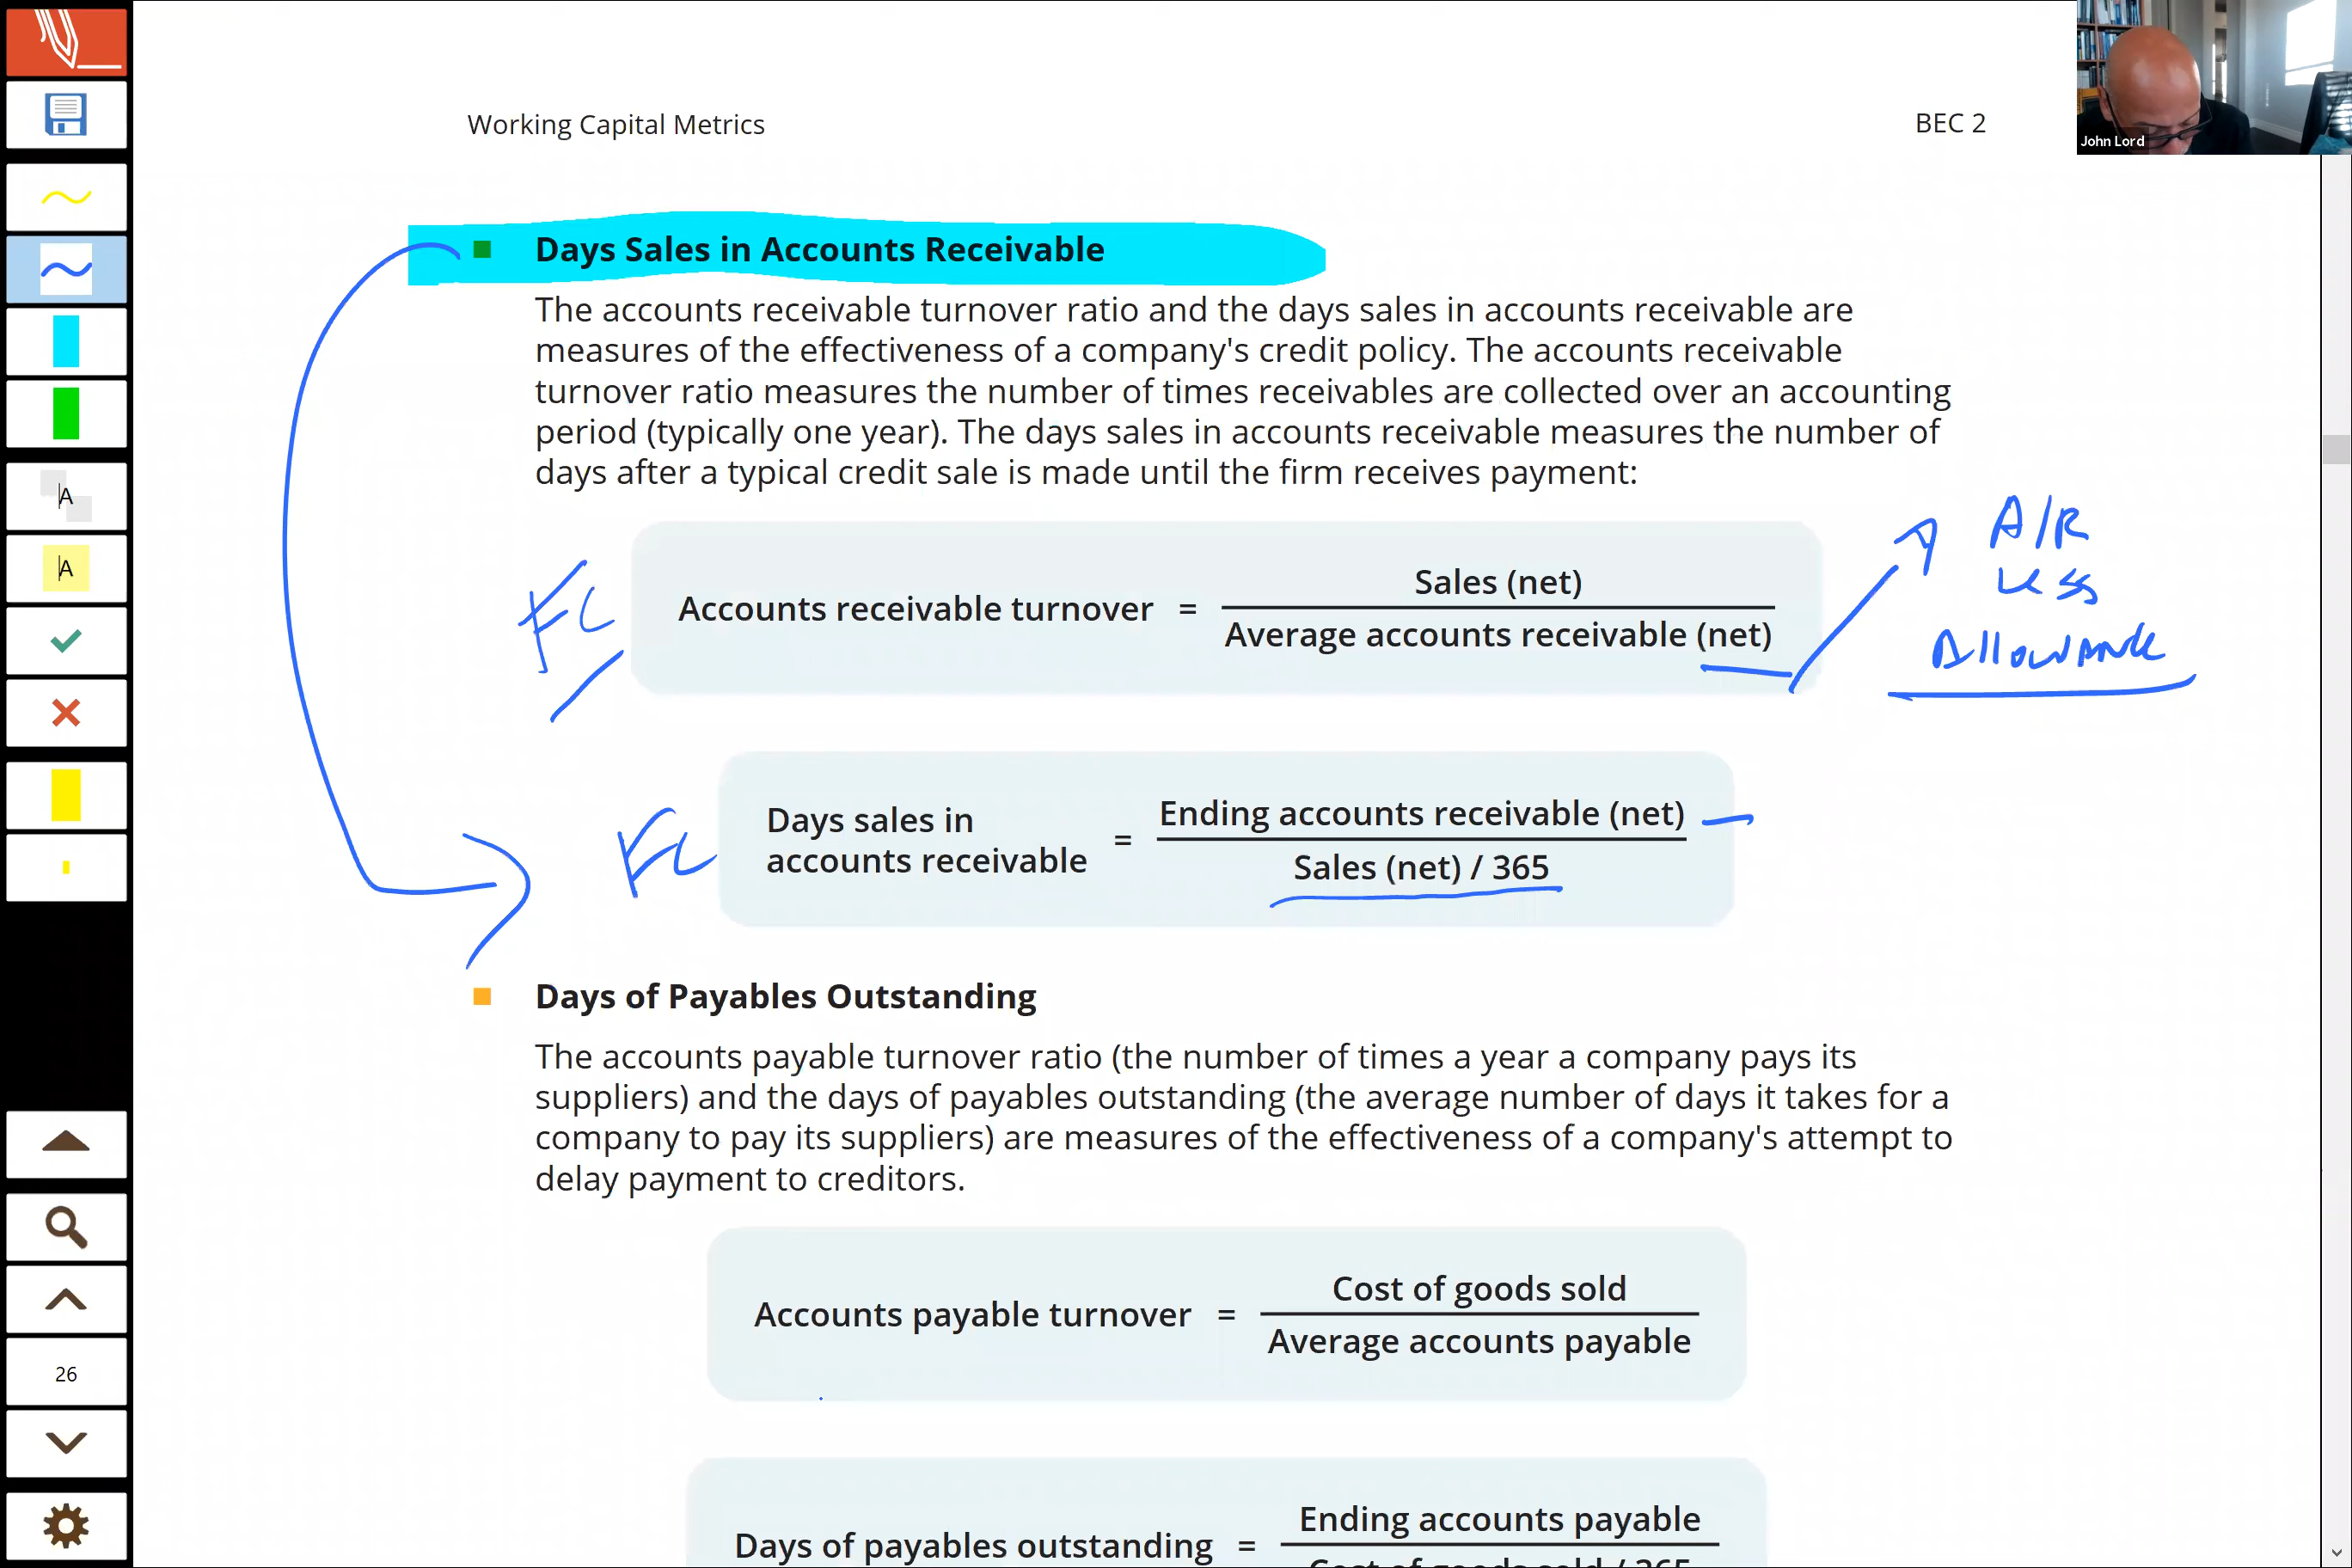 Working Capital Metrics
BEC 2
John Lord
Days Sales in Accounts Receivable
The accounts receivable turnover ratio and the days sales in accounts receivable are
measures of the effectiveness of a company's credit policy. The accounts receivable
turnover ratio measures the number of times receivables are collected over an accounting
period (typically one year). The days sales in accounts receivable measures the number of
days after a typical credit sale is made until the firm receives payment:
A/R
Less
Allowance
FC
Accounts receivable turnover = Sales (net)
Average accounts receivable (net)
FC
Days sales in
accounts receivable
= Ending accounts receivable (net)
Sales (net) / 365
Days of Payables Outstanding
The accounts payable turnover ratio (the number of times a year a company pays its
suppliers) and the days of payables outstanding (the average number of days it takes for a
company to pay its suppliers) are measures of the effectiveness of a company's attempt to
delay payment to creditors.
Accounts payable turnover = Cost of goods sold
Average accounts payable
Days of payables outstanding = Ending accounts payable
Cost of goods sold / 365
A
A
26